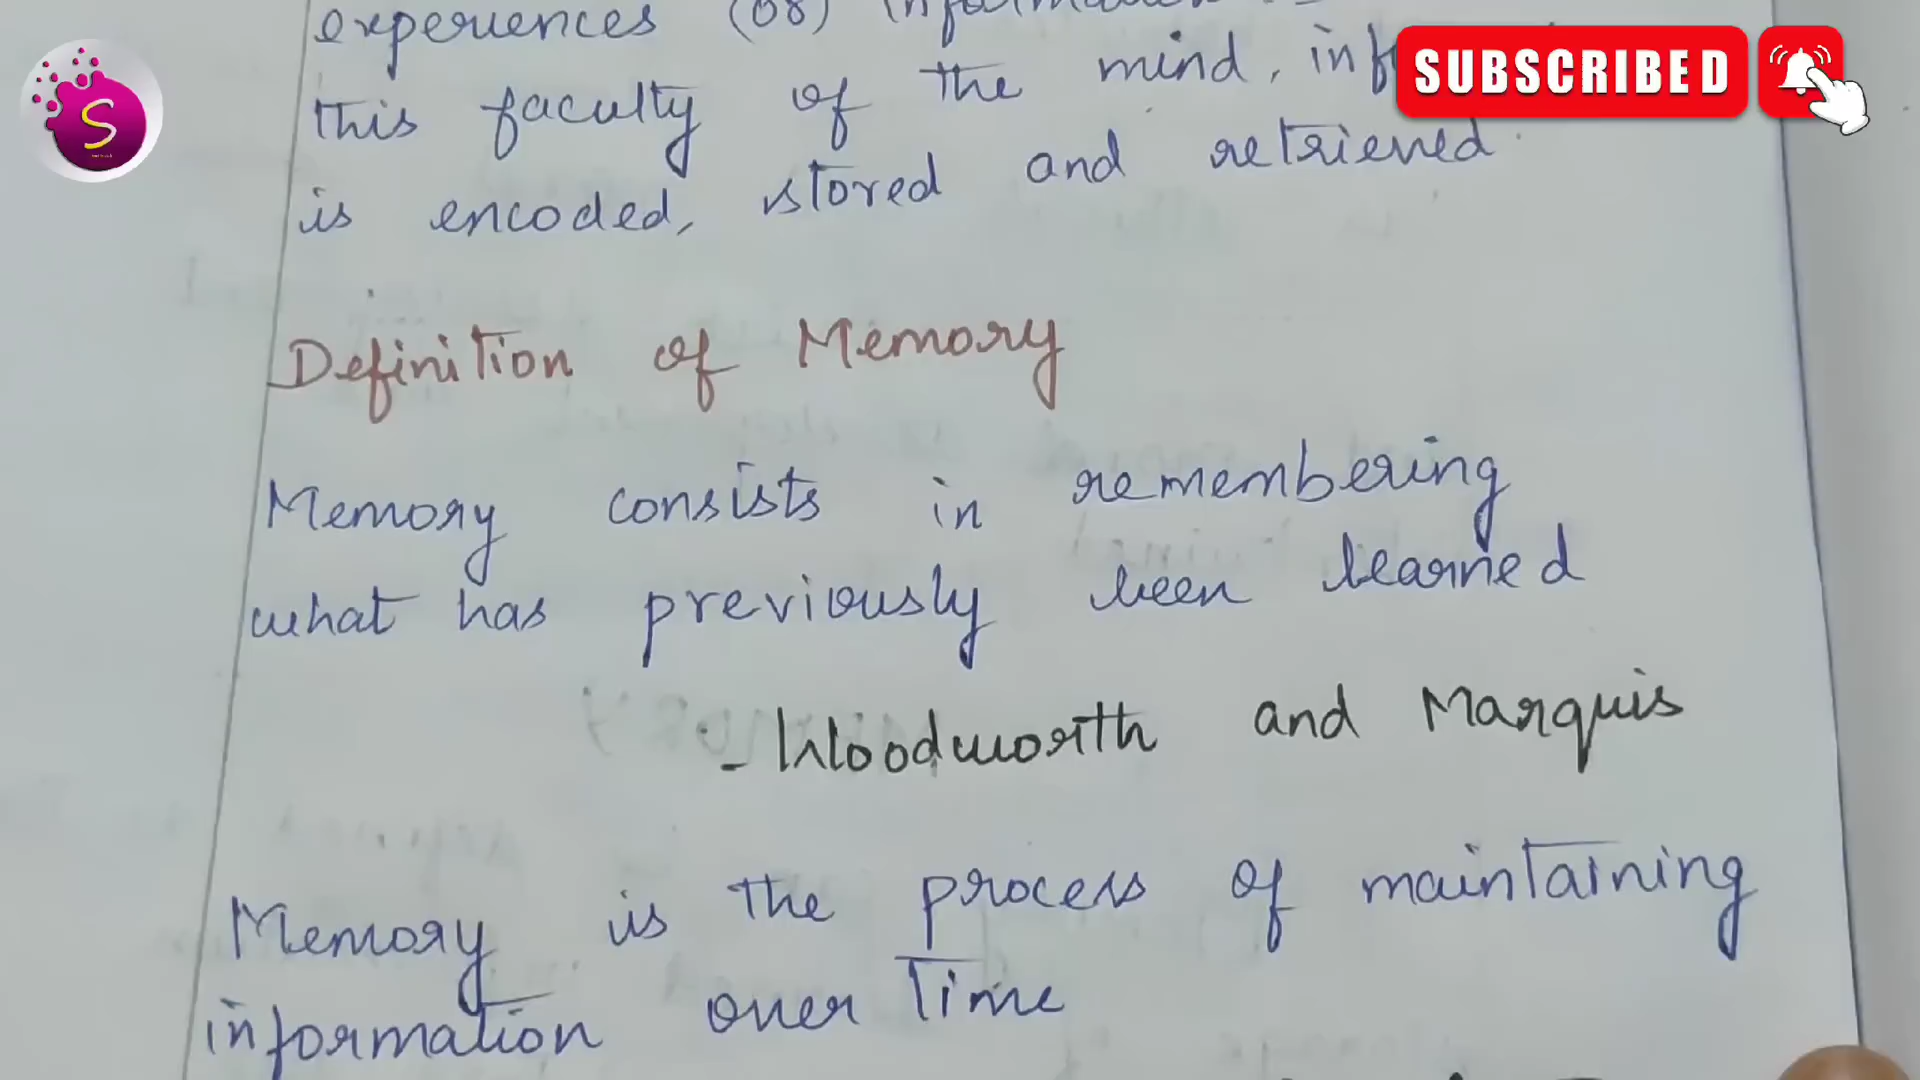 experiences (or) information
this faculty of the mind, inf
is encoded, stored and retrieved.
Definition of Memory
Memory consists in remembering
what has previously been learned
- Woodworth and Marquis
Memory is the process of maintaining
information over time
SUBSCRIBED
S